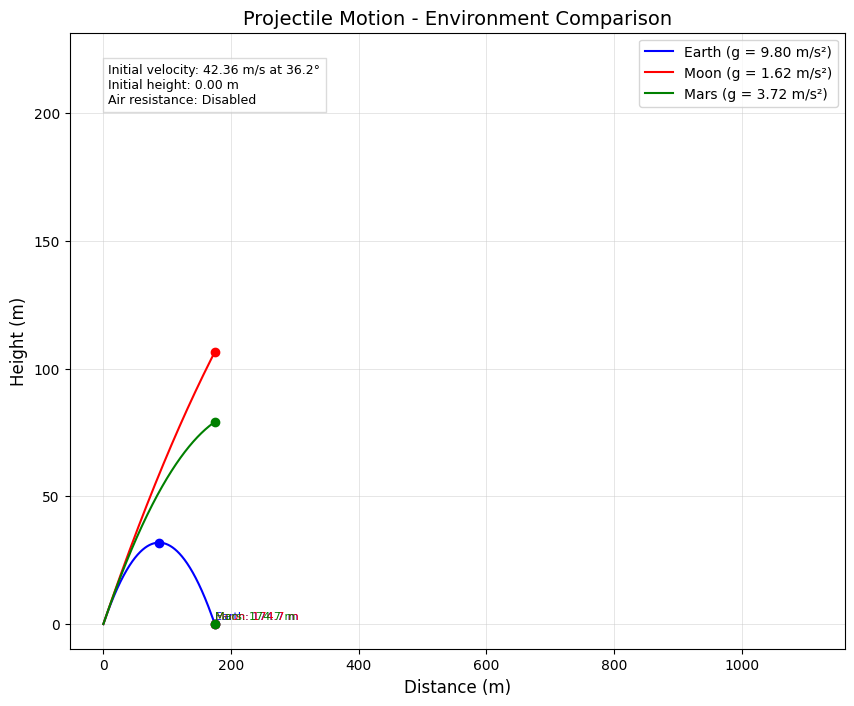 Projectile Motion - Environment Comparison
Initial velocity: 42.36 m/s at 36.2°
Initial height: 0.00 m
Air resistance: Disabled
Earth (g = 9.80 m/s²)
Moon (g = 1.62 m/s²)
Mars (g = 3.72 m/s²)
Height (m)
200
150
100
50
0
174.7 m
0
200
400
600
800
1000
Distance (m)